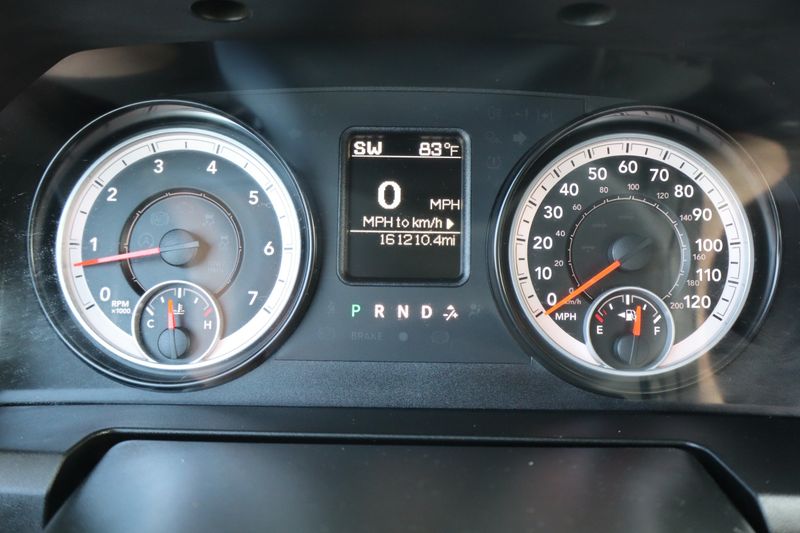 SW 83°F
0 MPH
MPH to km/h
161210.4mi
P R N D
BRAKE
0 1 2 3 4 5 6 7
RPM
x1000
C H
0 10 20 30 40 50 60 70 80 90 100 110 120
0 20 40 60 80 100 120 140 160 180 200
km/h
MPH
E F